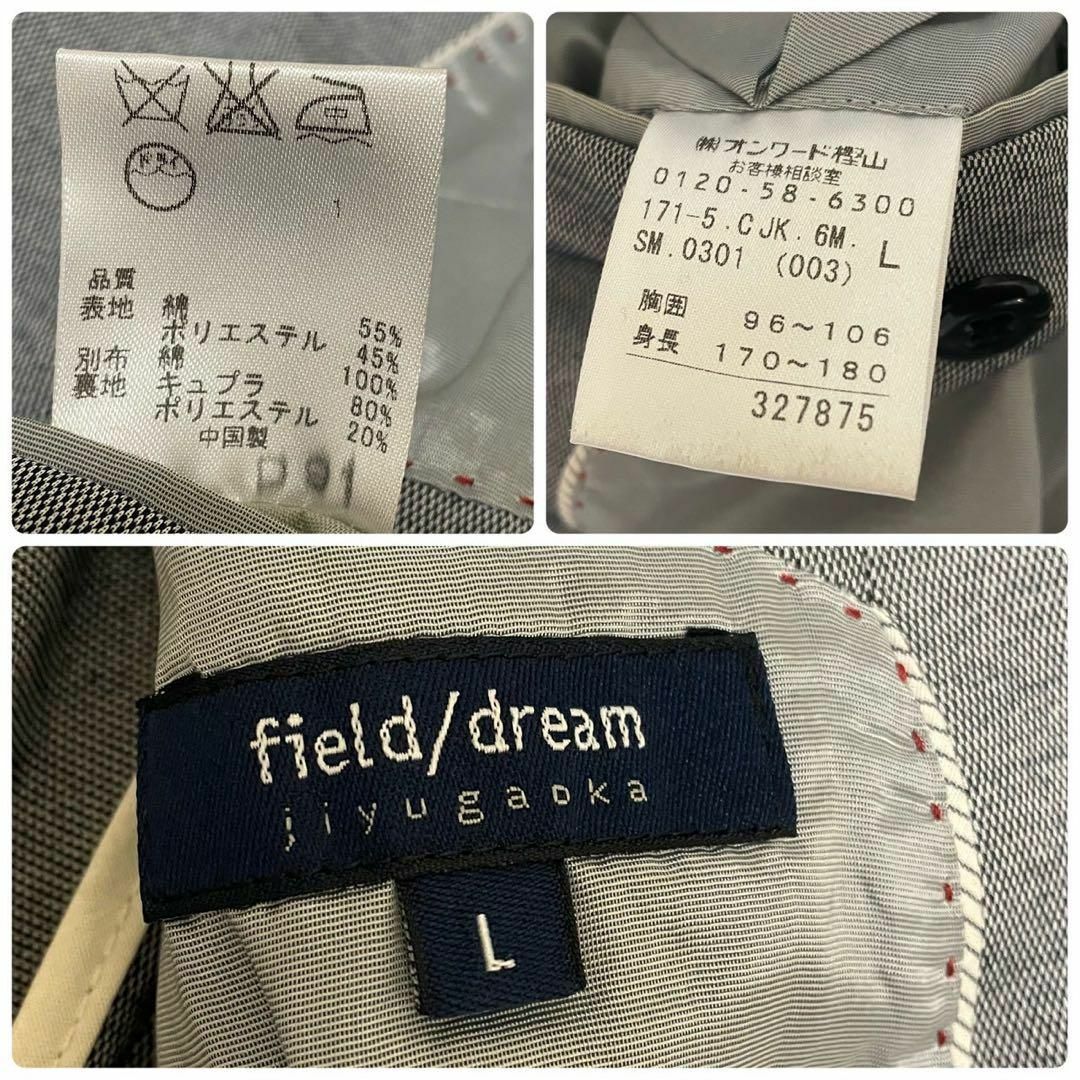 1
品質
表地 綿 55%
ポリエステル 45%
別布 綿 100%
裏地 キュプラ 80%
ポリエステル 20%
中国製
㈱オンワード樫山
お客様相談室
0120-58-6300
171-5.CJK.6M. L
SM.0301 (003)
胸囲 96～106
身長 170～180
327875
field/dream
jiyugaoka
L